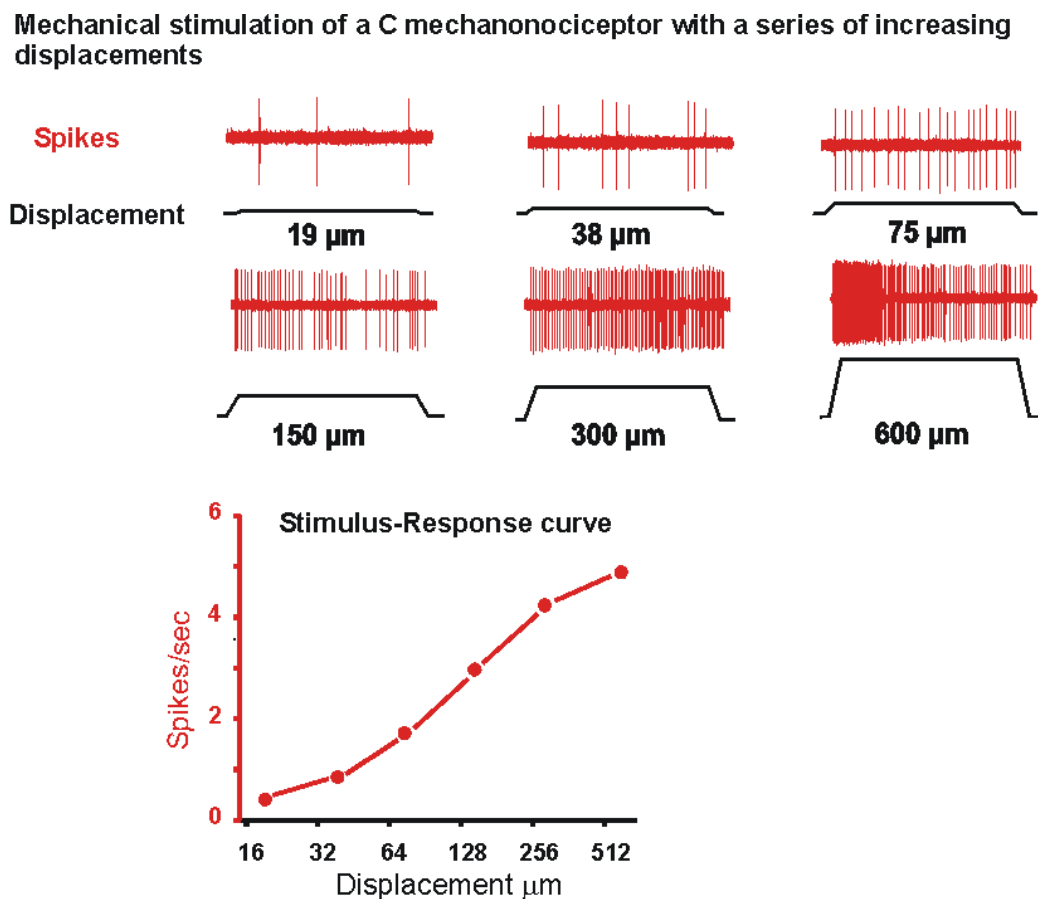 Mechanical stimulation of a C mechanonociceptor with a series of increasing
displacements
Spikes
Displacement
19 µm
38 µm
75 µm
150 µm
300 µm
600 µm
Stimulus-Response curve
Spikes/sec
6
4
2
0
16 32 64 128 256 512
Displacement µm